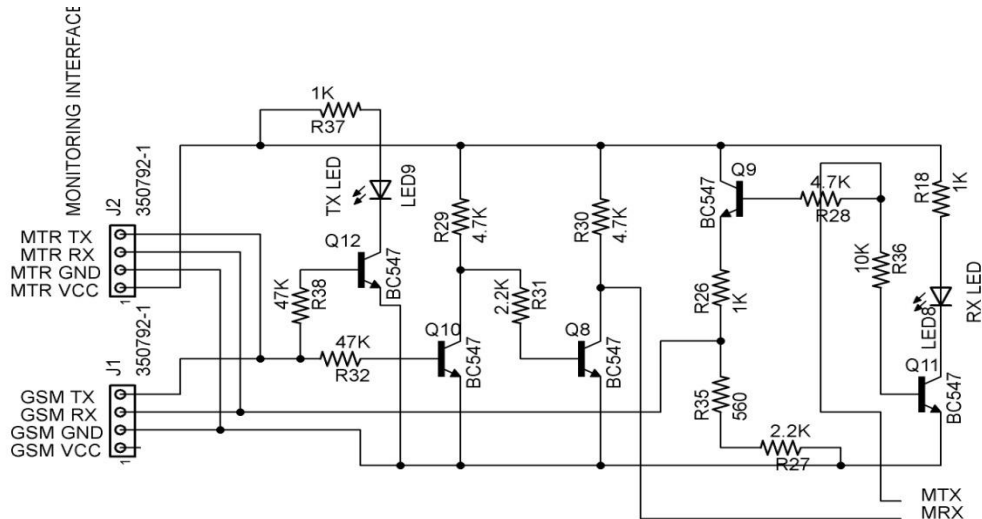 MONITORING INTERFACE
J2
350792-1
MTR TX
MTR RX
MTR GND
MTR VCC
1
J1
350792-1
GSM TX
GSM RX
GSM GND
GSM VCC
1
1K
R37
TX LED
LED9
Q12
BC547
47K
R38
47K
R32
R29
4.7K
Q10
BC547
2.2K
R31
R30
4.7K
Q8
BC547
Q9
BC547
4.7K
R28
R26
1K
R35
560
2.2K
R27
10K
R36
R18
1K
LED8
RX LED
Q11
BC547
MTX
MRX